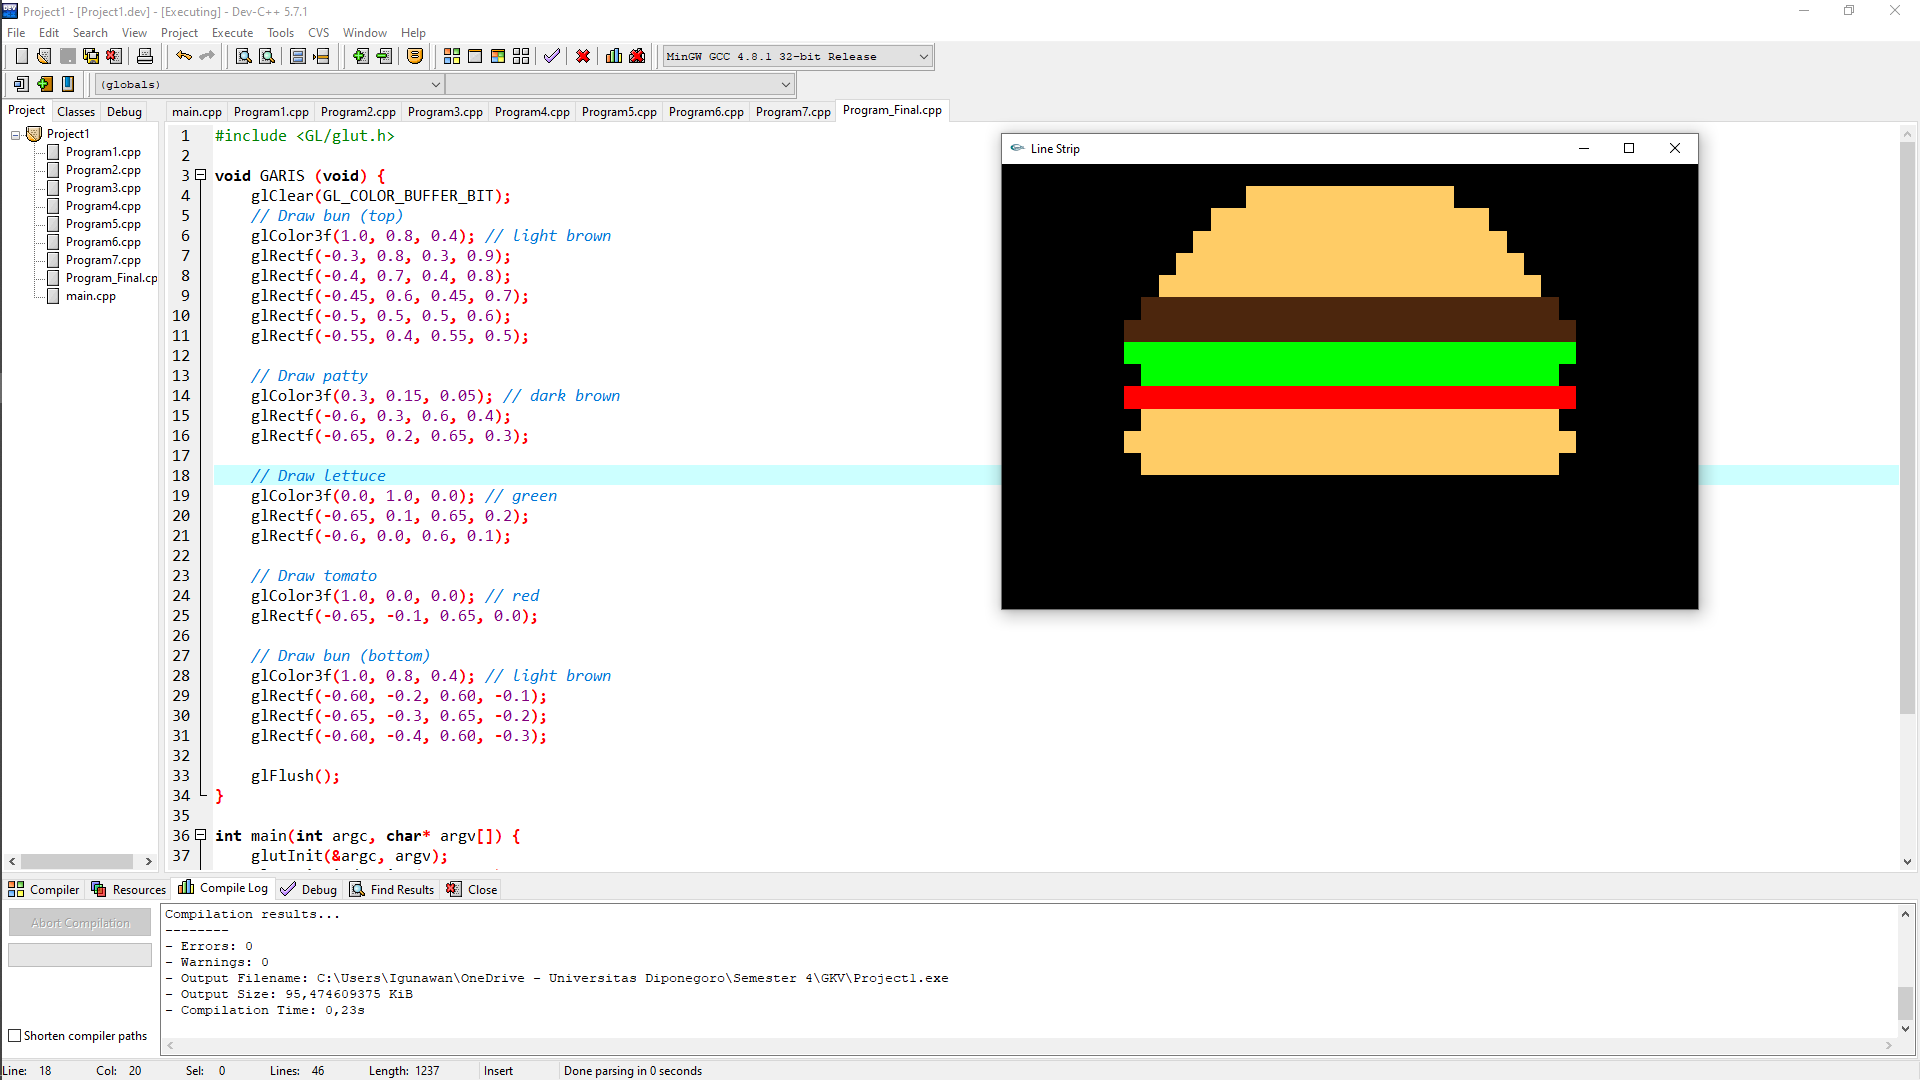 Project1 - [Project1.dev] - [Executing] - Dev-C++ 5.7.1
File Edit Search View Project Execute Tools CVS Window Help
MinGW GCC 4.8.1 32-bit Release
(globals)
Project Classes Debug
main.cpp Program1.cpp Program2.cpp Program3.cpp Program4.cpp Program5.cpp Program6.cpp Program7.cpp Program_Final.cpp
Project1
Program1.cpp
Program2.cpp
Program3.cpp
Program4.cpp
Program5.cpp
Program6.cpp
Program7.cpp
Program_Final.cp
main.cpp
1 #include <GL/glut.h>
2
3 void GARIS (void) {
4 glClear(GL_COLOR_BUFFER_BIT);
5 // Draw bun (top)
6 glColor3f(1.0, 0.8, 0.4); // light brown
7 glRectf(-0.3, 0.8, 0.3, 0.9);
8 glRectf(-0.4, 0.7, 0.4, 0.8);
9 glRectf(-0.45, 0.6, 0.45, 0.7);
10 glRectf(-0.5, 0.5, 0.5, 0.6);
11 glRectf(-0.55, 0.4, 0.55, 0.5);
12
13 // Draw patty
14 glColor3f(0.3, 0.15, 0.05); // dark brown
15 glRectf(-0.6, 0.3, 0.6, 0.4);
16 glRectf(-0.65, 0.2, 0.65, 0.3);
17
18 // Draw lettuce
19 glColor3f(0.0, 1.0, 0.0); // green
20 glRectf(-0.65, 0.1, 0.65, 0.2);
21 glRectf(-0.6, 0.0, 0.6, 0.1);
22
23 // Draw tomato
24 glColor3f(1.0, 0.0, 0.0); // red
25 glRectf(-0.65, -0.1, 0.65, 0.0);
26
27 // Draw bun (bottom)
28 glColor3f(1.0, 0.8, 0.4); // light brown
29 glRectf(-0.60, -0.2, 0.60, -0.1);
30 glRectf(-0.65, -0.3, 0.65, -0.2);
31 glRectf(-0.60, -0.4, 0.60, -0.3);
32
33 glFlush();
34 }
35
36 int main(int argc, char* argv[]) {
37 glutInit(&argc, argv);
Line Strip
Compiler Resources Compile Log Debug Find Results Close
Abort Compilation
Shorten compiler paths
Compilation results...
--------
- Errors: 0
- Warnings: 0
- Output Filename: C:\Users\Igunawan\OneDrive - Universitas Diponegoro\Semester 4\GKV\Project1.exe
- Output Size: 95,474609375 KiB
- Compilation Time: 0,23s
Line: 18 Col: 20 Sel: 0 Lines: 46 Length: 1237 Insert Done parsing in 0 seconds